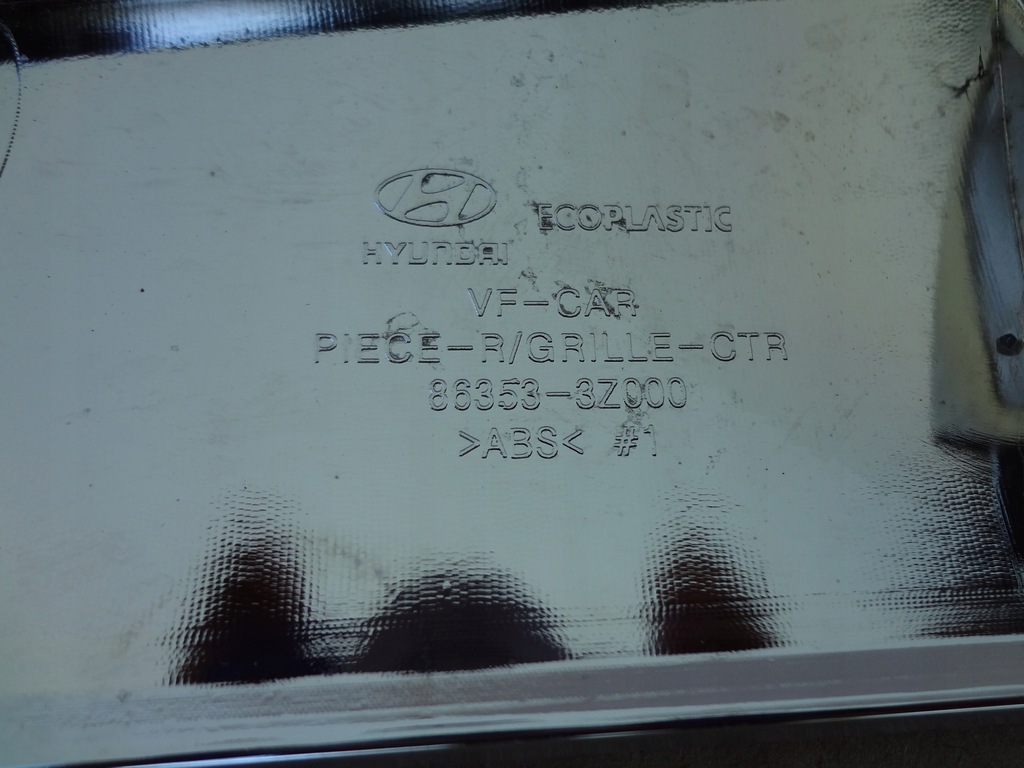 HYUNDAI
ECOPLASTIC
VF-CAR
PIECE-R/GRILLE-CTR
86353-3Z000
>ABS< #1